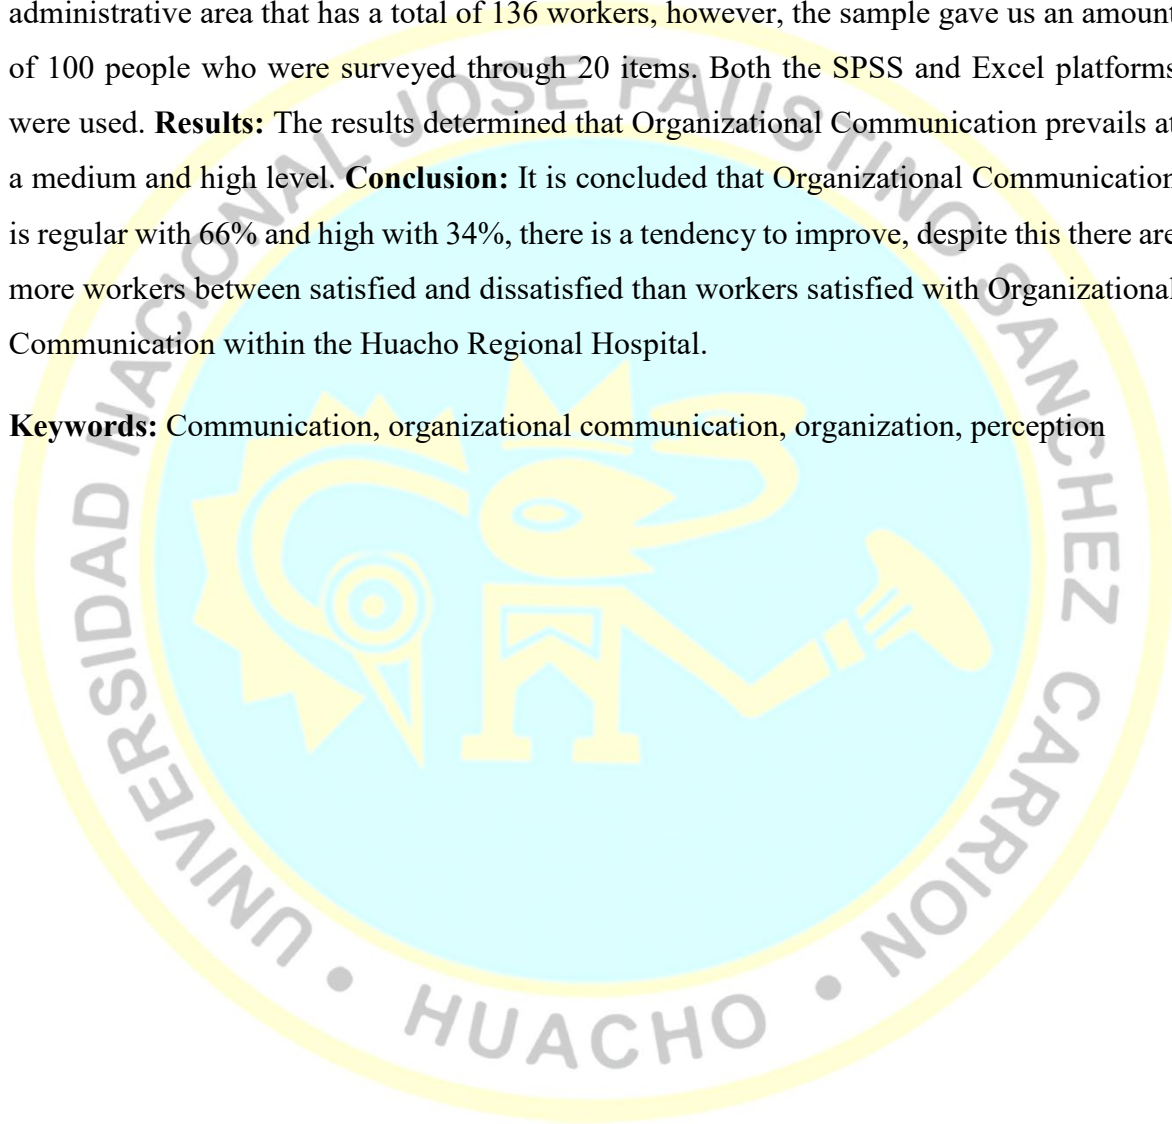 administrative area that has a total of 136 workers, however, the sample gave us an amount
of 100 people who were surveyed through 20 items. Both the SPSS and Excel platforms
were used. Results: The results determined that Organizational Communication prevails at
a medium and high level. Conclusion: It is concluded that Organizational Communication
is regular with 66% and high with 34%, there is a tendency to improve, despite this there are
more workers between satisfied and dissatisfied than workers satisfied with Organizational
Communication within the Huacho Regional Hospital.
Keywords: Communication, organizational communication, organization, perception
UNIVERSIDAD NACIONAL JOSE FAUSTINO SANCHEZ CARRION
• HUACHO •